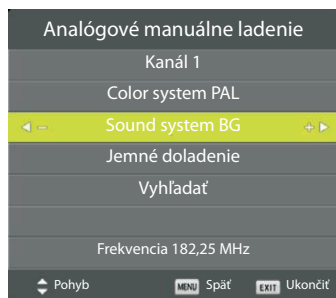 Analógové manuálne ladenie
Kanál 1
Color system PAL
Sound system BG
Jemné doladenie
Vyhľadať
Frekvencia 182,25 MHz
Pohyb MENU Späť EXIT Ukončiť